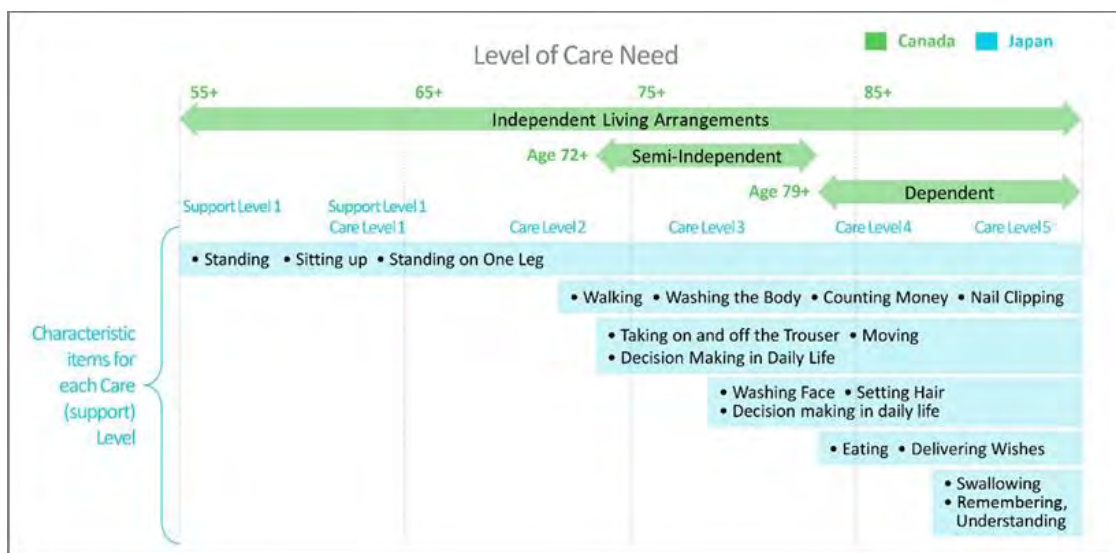 Canada Japan
Level of Care Need
55+ 65+ 75+ 85+
Independent Living Arrangements
Age 72+ Semi-Independent
Age 79+ Dependent
Support Level 1 Support Level 1
Care Level 1 Care Level 2 Care Level 3 Care Level 4 Care Level 5
• Standing • Sitting up • Standing on One Leg
• Walking • Washing the Body • Counting Money • Nail Clipping
• Taking on and off the Trouser • Moving
• Decision Making in Daily Life
• Washing Face • Setting Hair
• Decision making in daily life
• Eating • Delivering Wishes
• Swallowing
• Remembering,
Understanding
Characteristic
items for
each Care
(support)
Level